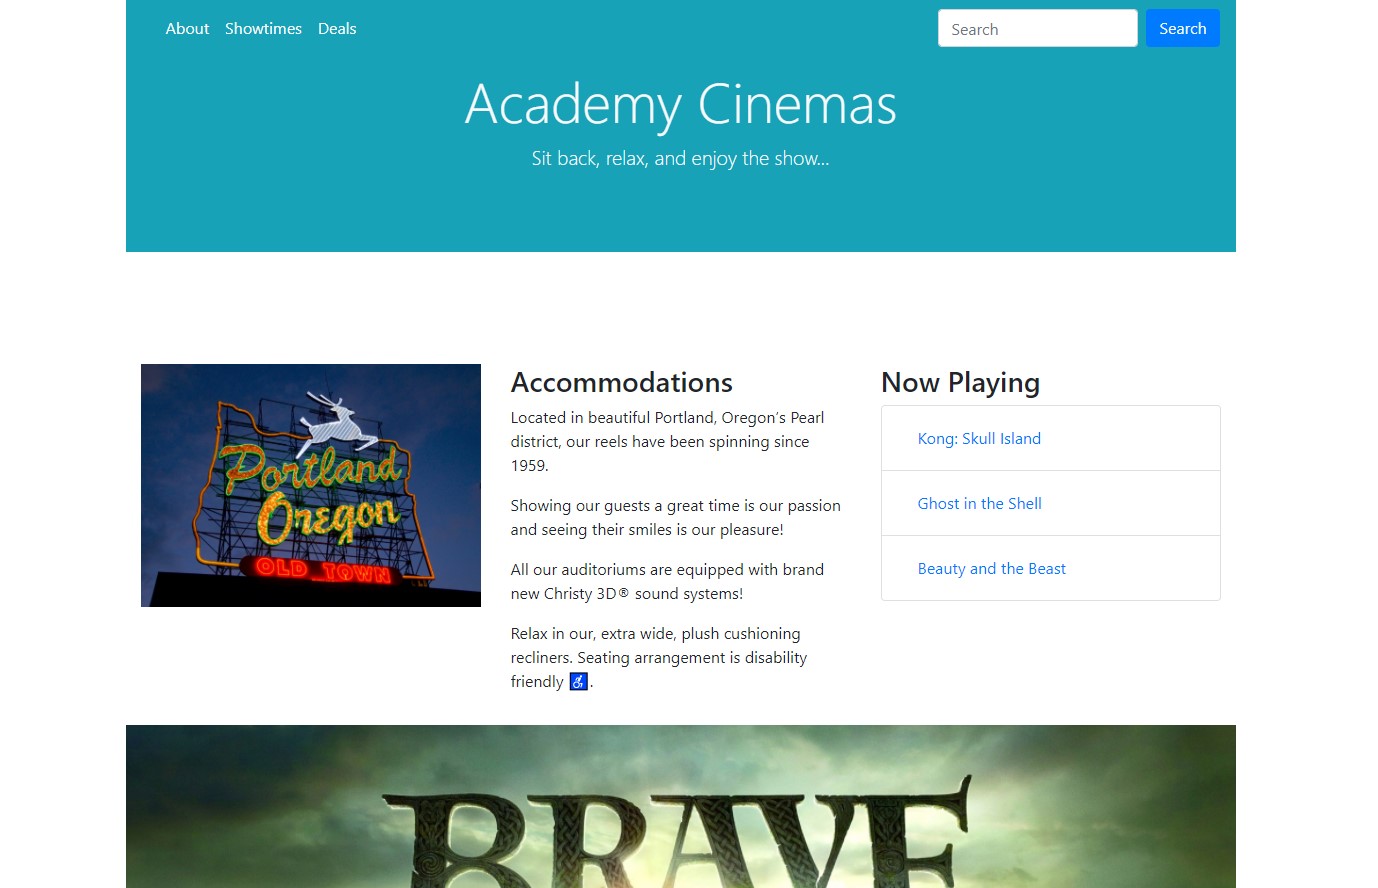 About Showtimes Deals Search Search
Academy Cinemas
Sit back, relax, and enjoy the show...
Portland
Oregon
OLD TOWN
Accommodations
Located in beautiful Portland, Oregon’s Pearl
district, our reels have been spinning since
1959.
Showing our guests a great time is our passion
and seeing their smiles is our pleasure!
All our auditoriums are equipped with brand
new Christy 3D® sound systems!
Relax in our, extra wide, plush cushioning
recliners. Seating arrangement is disability
friendly ♿.
Now Playing
Kong: Skull Island
Ghost in the Shell
Beauty and the Beast
BRAVE